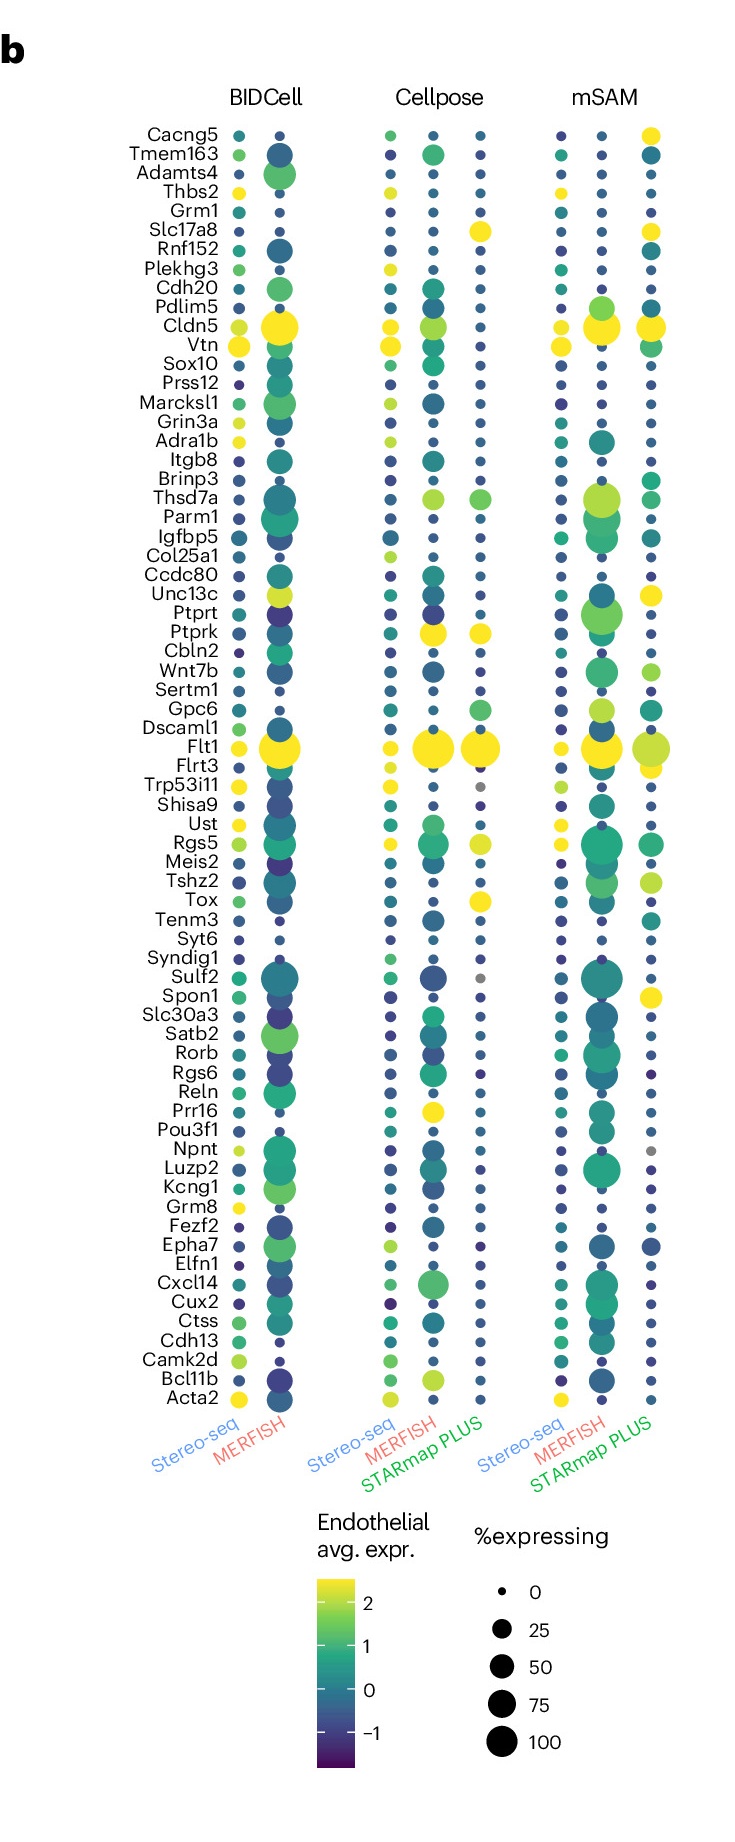 b
BIDCell Cellpose mSAM
Cacng5
Tmem163
Adamts4
Thbs2
Grm1
Slc17a8
Rnf152
Plekhg3
Cdh20
Pdlim5
Cldn5
Vtn
Sox10
Prss12
Marcksl1
Grin3a
Adra1b
Itgb8
Brinp3
Thsd7a
Parm1
Igfbp5
Col25a1
Ccdc80
Unc13c
Ptprt
Ptprk
Cbln2
Wnt7b
Sertm1
Gpc6
Dscaml1
Flt1
Flrt3
Trp53i11
Shisa9
Ust
Rgs5
Meis2
Tshz2
Tox
Tenm3
Syt6
Syndig1
Sulf2
Spon1
Slc30a3
Satb2
Rorb
Rgs6
Reln
Prr16
Pou3f1
Npnt
Luzp2
Kcng1
Grm8
Fezf2
Epha7
Elfn1
Cxcl14
Cux2
Ctss
Cdh13
Camk2d
Bcl11b
Acta2
Stereo-seq MERFISH Stereo-seq MERFISH STARmap PLUS Stereo-seq MERFISH STARmap PLUS
Endothelial
avg. expr.
2
1
0
−1
%expressing
0
25
50
75
100